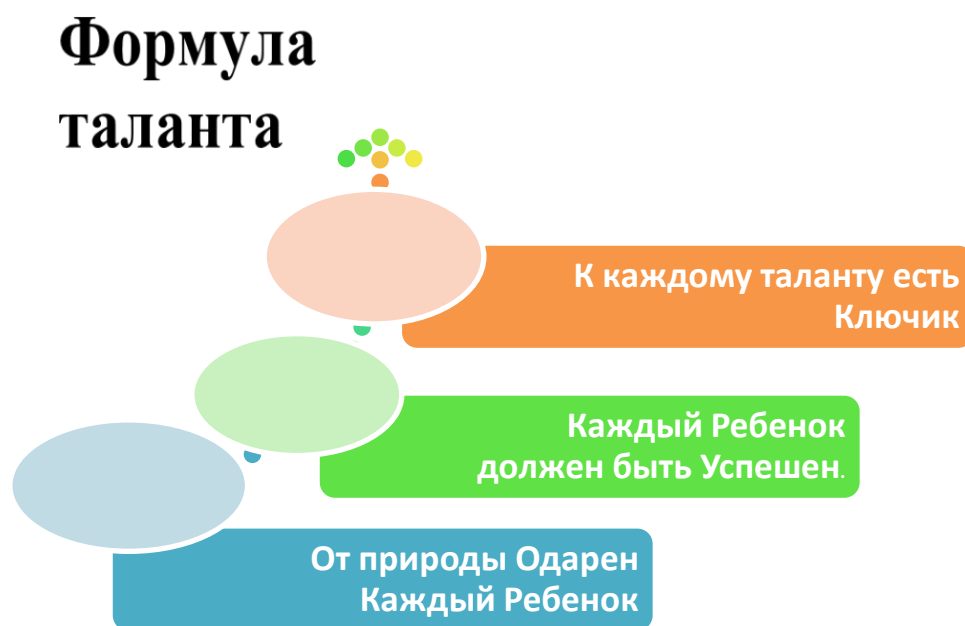 Формула
таланта
К каждому таланту есть
Ключик
Каждый Ребенок
должен быть Успешен.
От природы Одарен
Каждый Ребенок